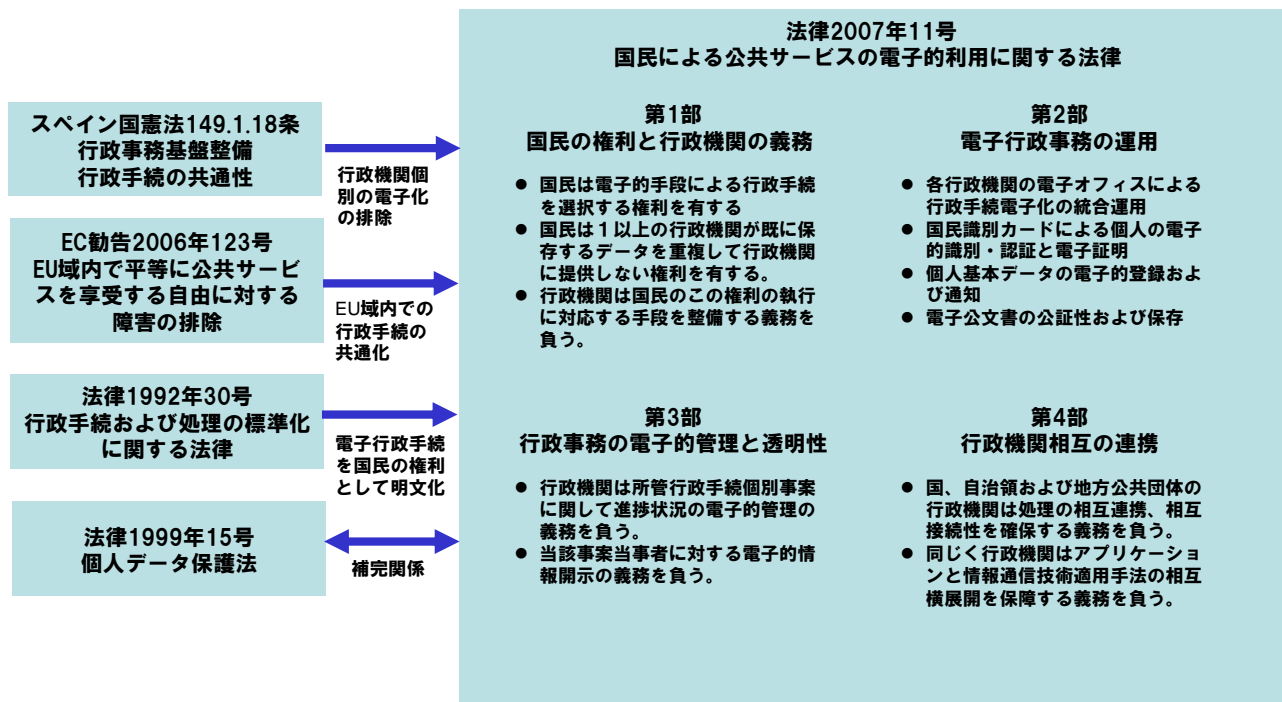 法律2007年11号
国民による公共サービスの電子的利用に関する法律
スペイン国憲法149.1.18条
行政事務基盤整備
行政手続の共通性
行政機関個
別の電子化
の排除
EC勧告2006年123号
EU域内で平等に公共サービ
スを享受する自由に対する
障害の排除
EU域内での
行政手続の
共通化
法律1992年30号
行政手続および処理の標準化
に関する法律
電子行政手続
を国民の権利
として明文化
法律1999年15号
個人データ保護法
補完関係
第1部
国民の権利と行政機関の義務
● 国民は電子的手段による行政手続
を選択する権利を有する
● 国民は１以上の行政機関が既に保
存するデータを重複して行政機関
に提供しない権利を有する。
● 行政機関は国民のこの権利の執行
に対応する手段を整備する義務を
負う。
第2部
電子行政事務の運用
● 各行政機関の電子オフィスによる
行政手続電子化の統合運用
● 国民識別カードによる個人の電子
的識別・認証と電子証明
● 個人基本データの電子的登録およ
び通知
● 電子公文書の公証性および保存
第3部
行政事務の電子的管理と透明性
● 行政機関は所管行政手続個別事案
に関して進捗状況の電子的管理の
義務を負う。
● 当該事案当事者に対する電子的情
報開示の義務を負う。
第4部
行政機関相互の連携
● 国、自治領および地方公共団体の
行政機関は処理の相互連携、相互
接続性を確保する義務を負う。
● 同じく行政機関はアプリケーショ
ンと情報通信技術適用手法の相互
横展開を保障する義務を負う。